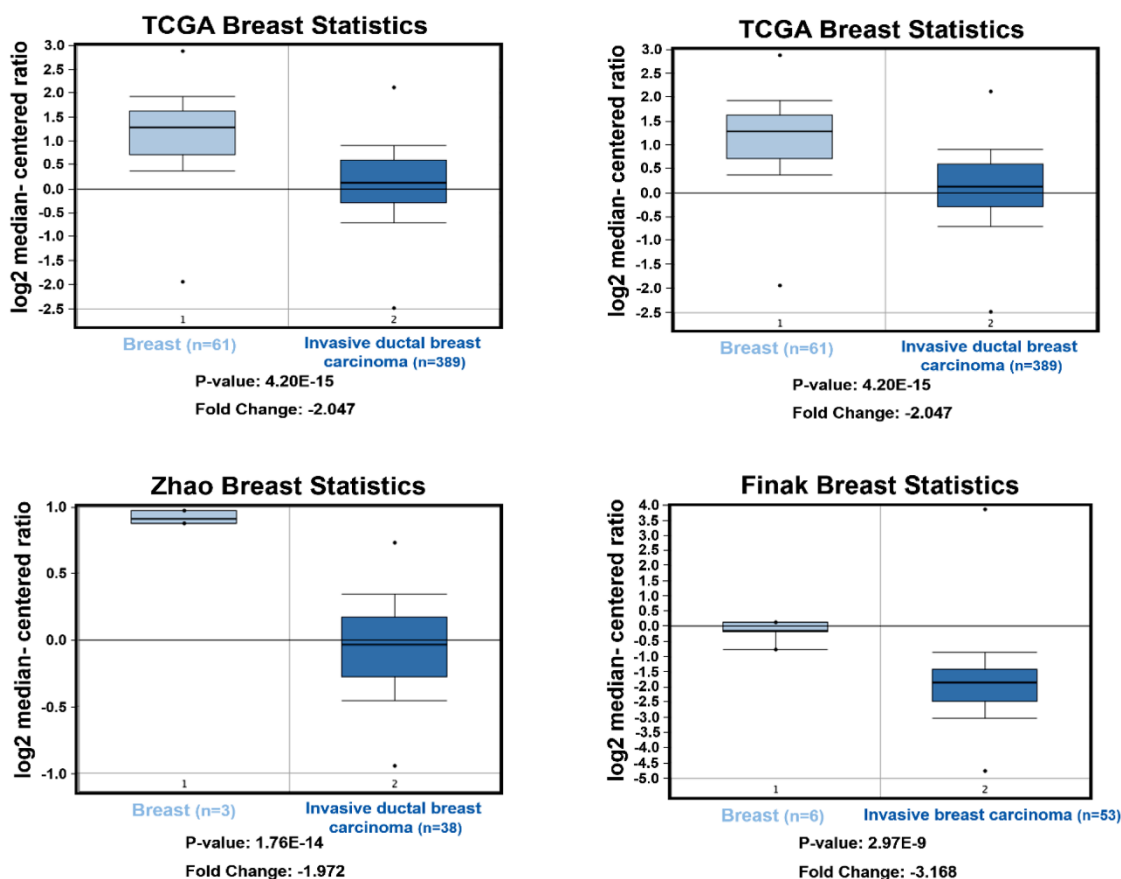 TCGA Breast Statistics
log2 median- centered ratio
3.0
2.5
2.0
1.5
1.0
0.5
0.0
-0.5
-1.0
-1.5
-2.0
-2.5
1
2
Breast (n=61)
Invasive ductal breast
carcinoma (n=389)
P-value: 4.20E-15
Fold Change: -2.047
TCGA Breast Statistics
log2 median- centered ratio
3.0
2.5
2.0
1.5
1.0
0.5
0.0
-0.5
-1.0
-1.5
-2.0
-2.5
1
2
Breast (n=61)
Invasive ductal breast
carcinoma (n=389)
P-value: 4.20E-15
Fold Change: -2.047
Zhao Breast Statistics
log2 median- centered ratio
1.0
0.5
0.0
-0.5
-1.0
1
2
Breast (n=3)
Invasive ductal breast
carcinoma (n=38)
P-value: 1.76E-14
Fold Change: -1.972
Finak Breast Statistics
log2 median- centered ratio
4.0
3.5
3.0
2.5
2.0
1.5
1.0
0.5
0.0
-0.5
-1.0
-1.5
-2.0
-2.5
-3.0
-3.5
-4.0
-4.5
-5.0
1
2
Breast (n=6)
Invasive breast carcinoma (n=53)
P-value: 2.97E-9
Fold Change: -3.168